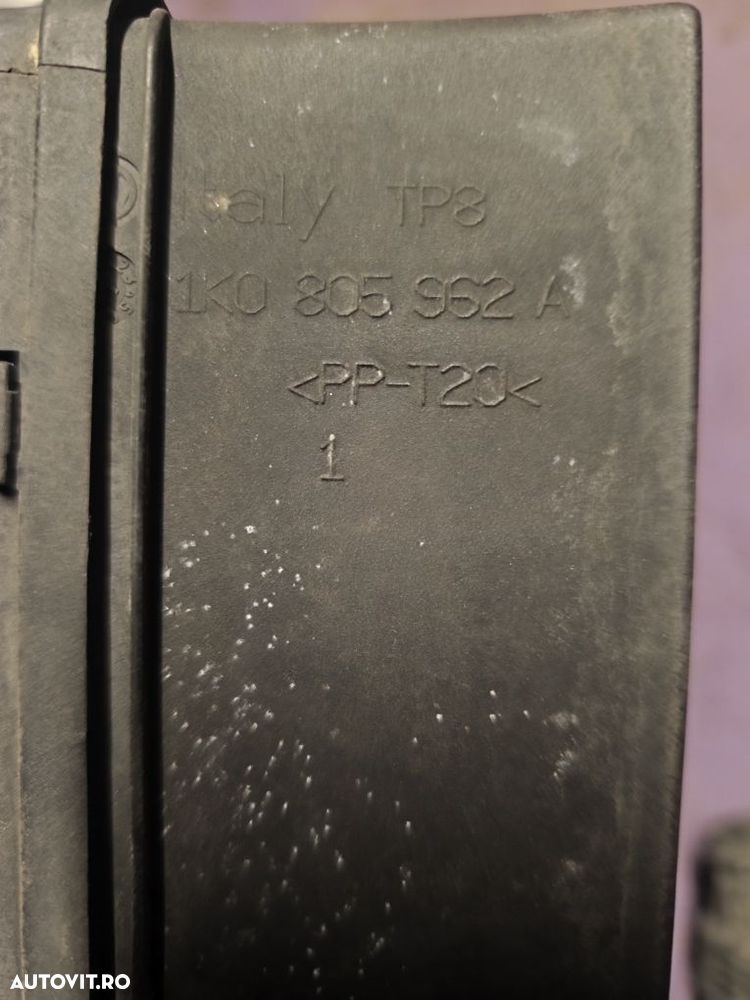 Italy TP8
1K0 805 962 A
<PP-T20<
1
AUTOVIT.RO